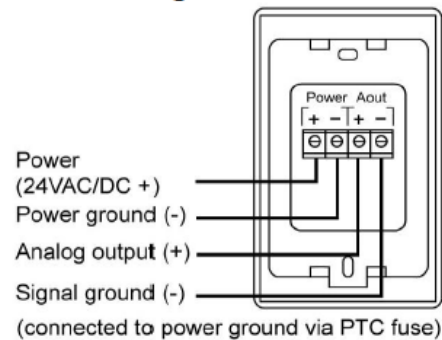 Power Aout
+ - + -
Power
(24VAC/DC +)
Power ground (-)
Analog output (+)
Signal ground (-)
(connected to power ground via PTC fuse)